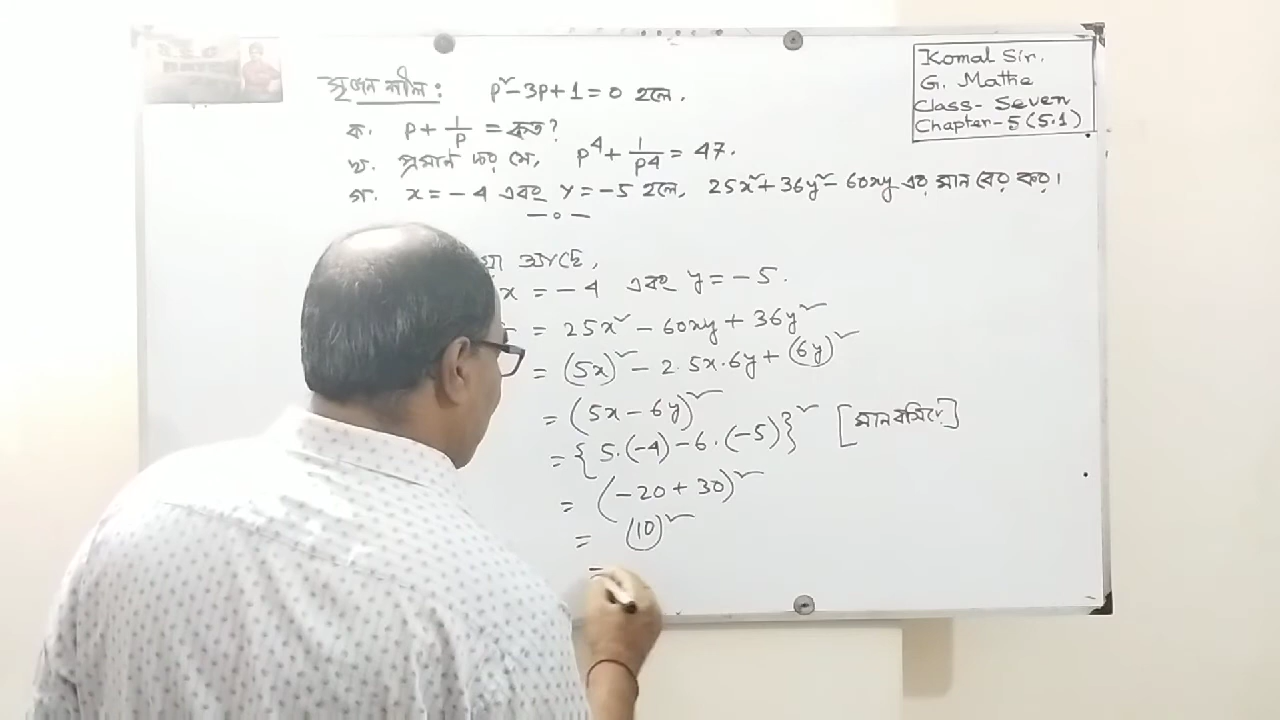 Komal Sir.
G. Mathe
Class- Seven
Chapter-5 (5.1)
সৃজনশীল: p²-3p+1=0 হলে,
ক. p + 1/p = কত?
খ. প্রমাণ কর যে, p⁴ + 1/p⁴ = 47.
গ. x = -4 এবং y = -5 হলে, 25x² + 36y² - 60xy এর মান বের কর।
—০—
আছে,
x = -4 এবং y = -5.
= 25x² - 60xy + 36y²
= (5x)² - 2.5x.6y + (6y)²
= (5x - 6y)²
= {5.(-4) - 6.(-5)}² [মান বসিয়ে]
= (-20 + 30)²
= (10)²
=